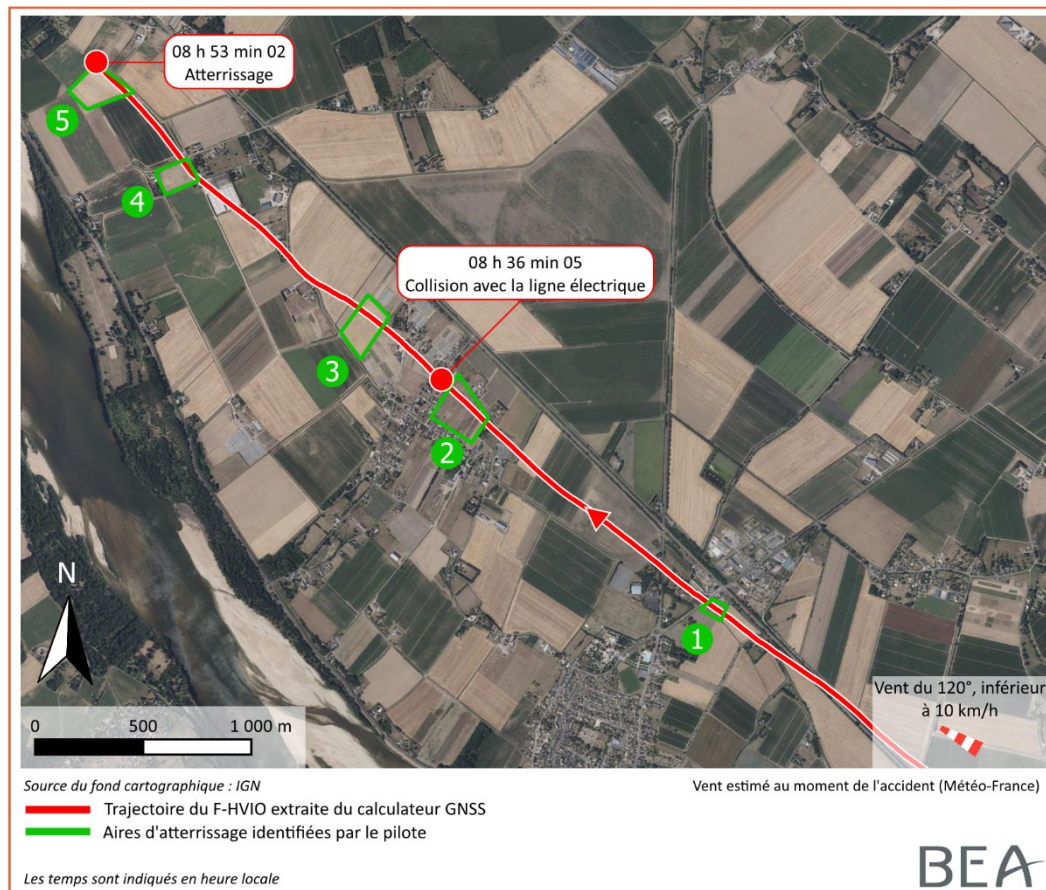 08 h 53 min 02
Atterrissage
5
4
08 h 36 min 05
Collision avec la ligne électrique
3
2
1
N
Vent du 120°, inférieur
à 10 km/h
0 500 1 000 m
Source du fond cartographique : IGN
Vent estimé au moment de l'accident (Météo-France)
Trajectoire du F-HVIO extraite du calculateur GNSS
Aires d'atterrissage identifiées par le pilote
Les temps sont indiqués en heure locale
BEA